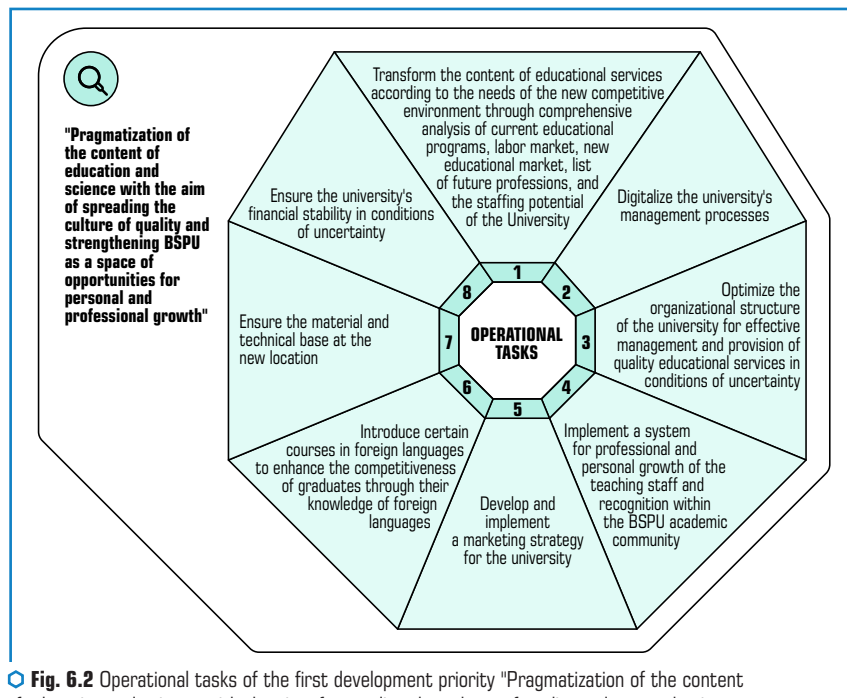 "Pragmatization of
the content of
education and
science with the aim
of spreading the
culture of quality and
strengthening BSPU
as a space of
opportunities for
personal and
professional growth"
OPERATIONAL
TASKS
1
Transform the content of educational services
according to the needs of the new competitive
environment through comprehensive
analysis of current educational
programs, labor market, new
educational market, list
of future professions, and
the staffing potential
of the University
2
Digitalize the university's
management processes
3
Optimize the
organizational structure
of the university for effective
management and provision of
quality educational services in
conditions of uncertainty
4
Implement a system
for professional and
personal growth of the
teaching staff and
recognition within
the BSPU academic
community
5
Develop and
implement
a marketing strategy
for the university
6
Introduce certain
courses in foreign languages
to enhance the competitiveness
of graduates through their
knowledge of foreign
languages
7
Ensure the material and
technical base at the
new location
8
Ensure the university's
financial stability in conditions
of uncertainty
Fig. 6.2 Operational tasks of the first development priority "Pragmatization of the content